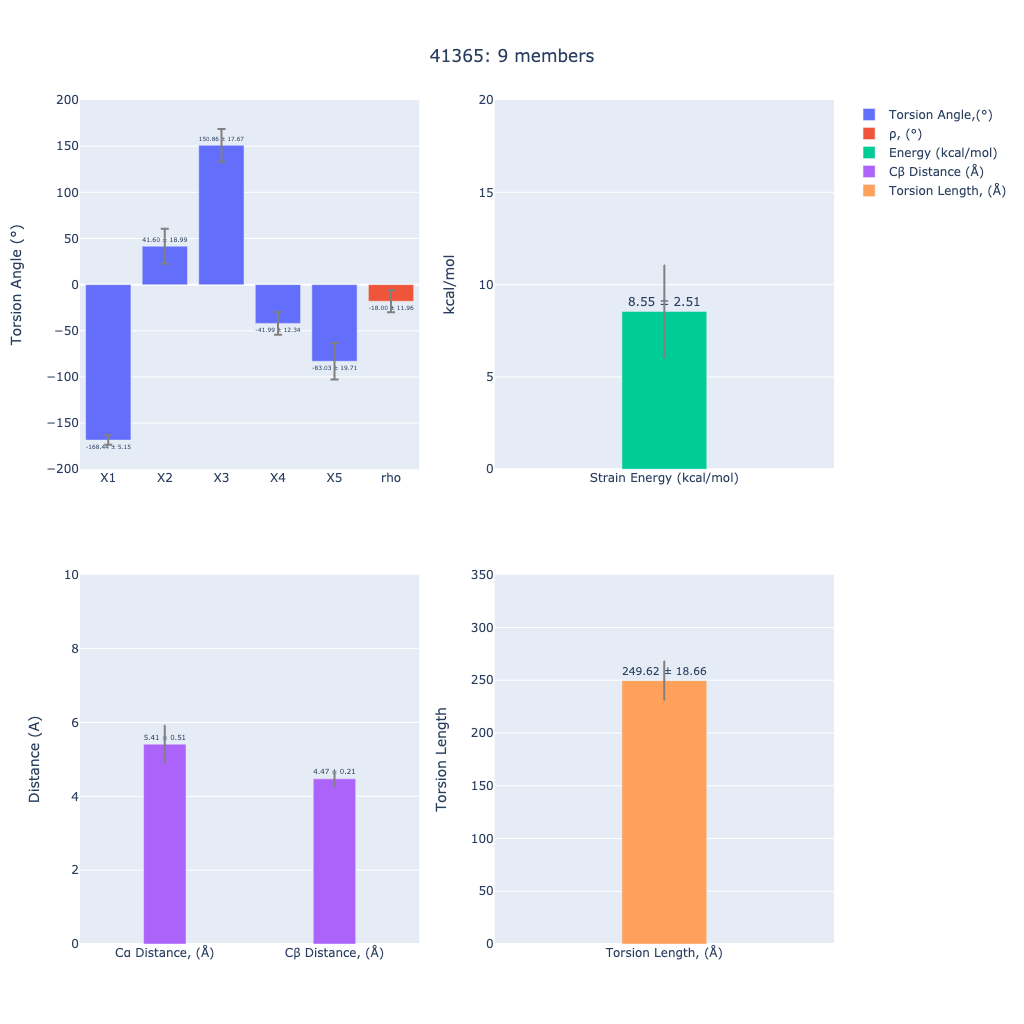 41365: 9 members
Torsion Angle (°)
200
150
100
50
0
−50
−100
−150
−200
-168.44 ± 5.15
41.60 ± 18.99
150.86 ± 17.67
-41.99 ± 12.34
-83.03 ± 19.71
-18.00 ± 11.96
X1 X2 X3 X4 X5 rho
kcal/mol
20
15
10
5
0
8.55 ± 2.51
Strain Energy (kcal/mol)
Torsion Angle,(°)
ρ, (°)
Energy (kcal/mol)
Cβ Distance (Å)
Torsion Length, (Å)
Distance (A)
10
8
6
4
2
0
5.41 ± 0.51
4.47 ± 0.21
Cα Distance, (Å) Cβ Distance, (Å)
Torsion Length
350
300
250
200
150
100
50
0
249.62 ± 18.66
Torsion Length, (Å)